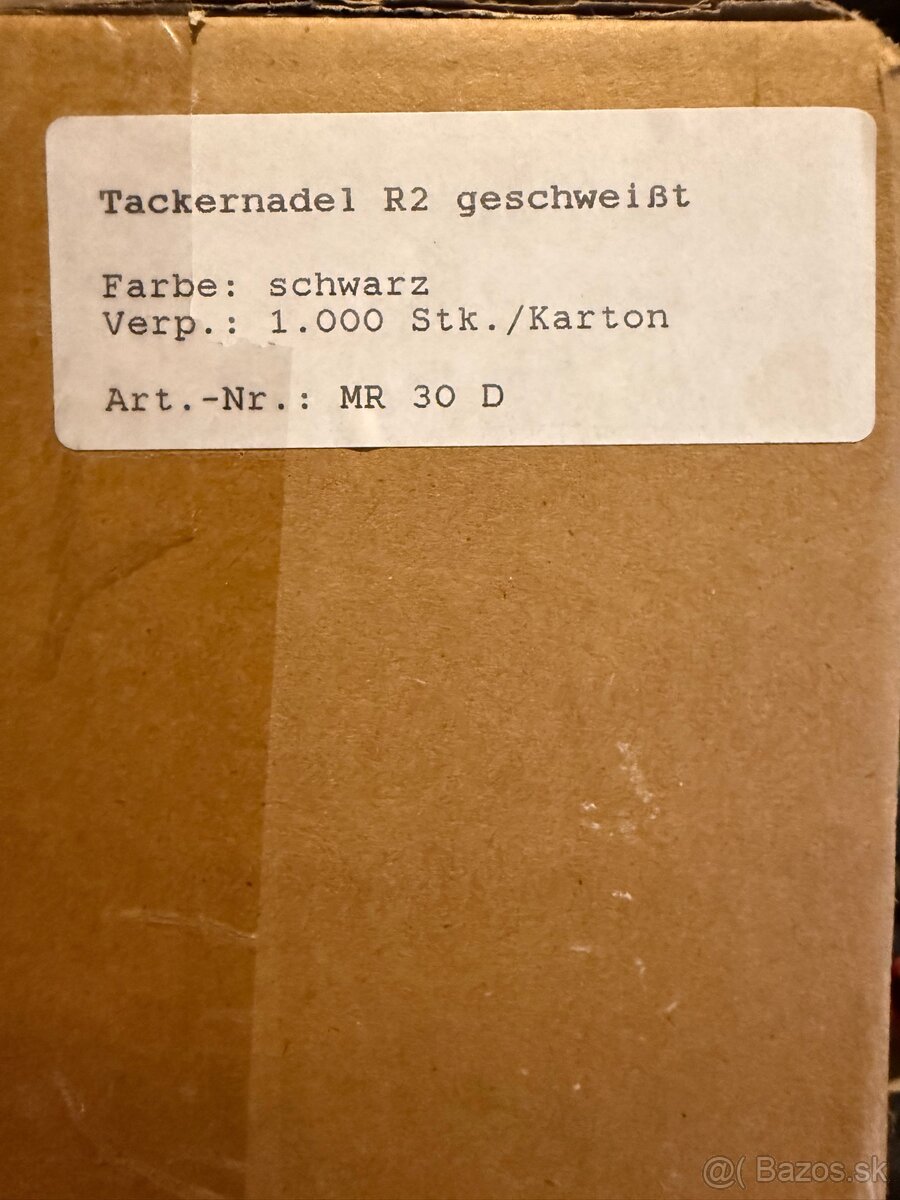 Tackernadel R2 geschweißt
Farbe: schwarz
Verp.: 1.000 Stk./Karton
Art.-Nr.: MR 30 D
@( Bazos.sk